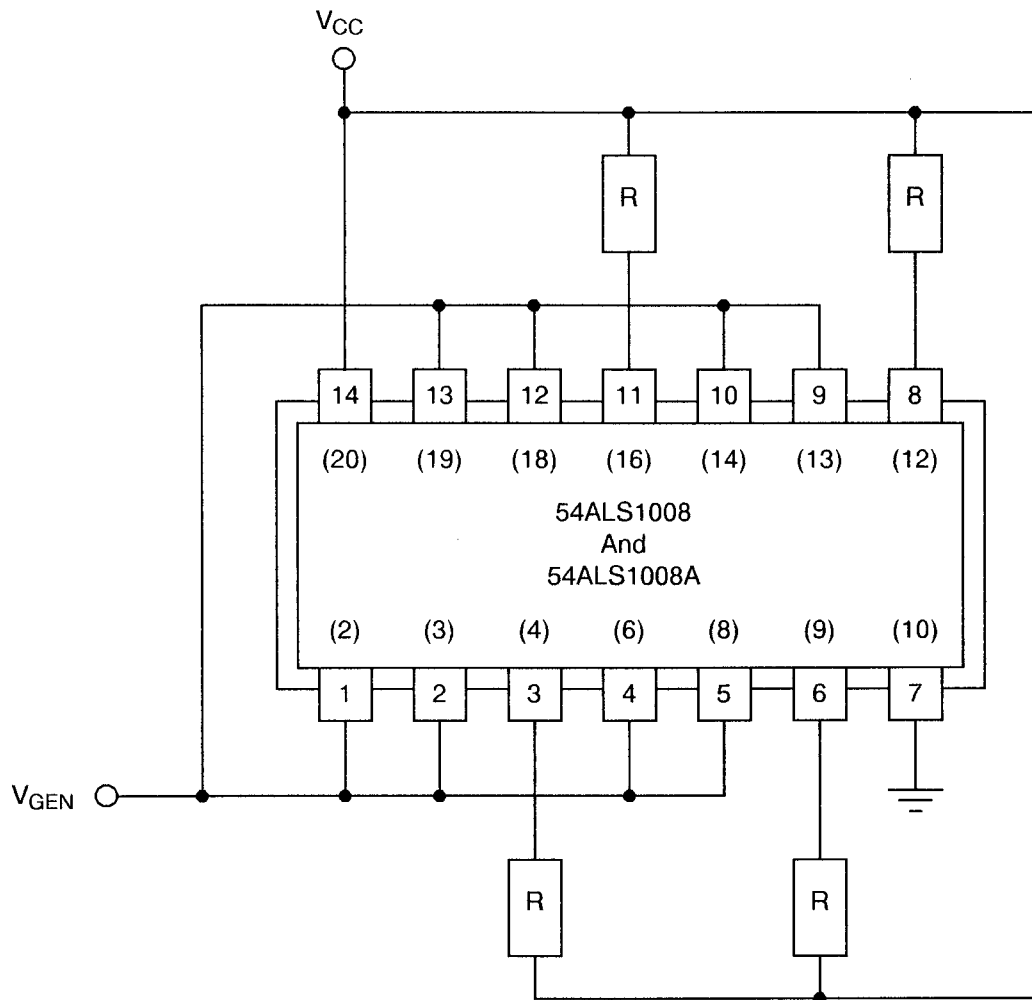 VCC
R R
14 13 12 11 10 9 8
(20) (19) (18) (16) (14) (13) (12)
54ALS1008
And
54ALS1008A
(2) (3) (4) (6) (8) (9) (10)
1 2 3 4 5 6 7
VGEN
R R